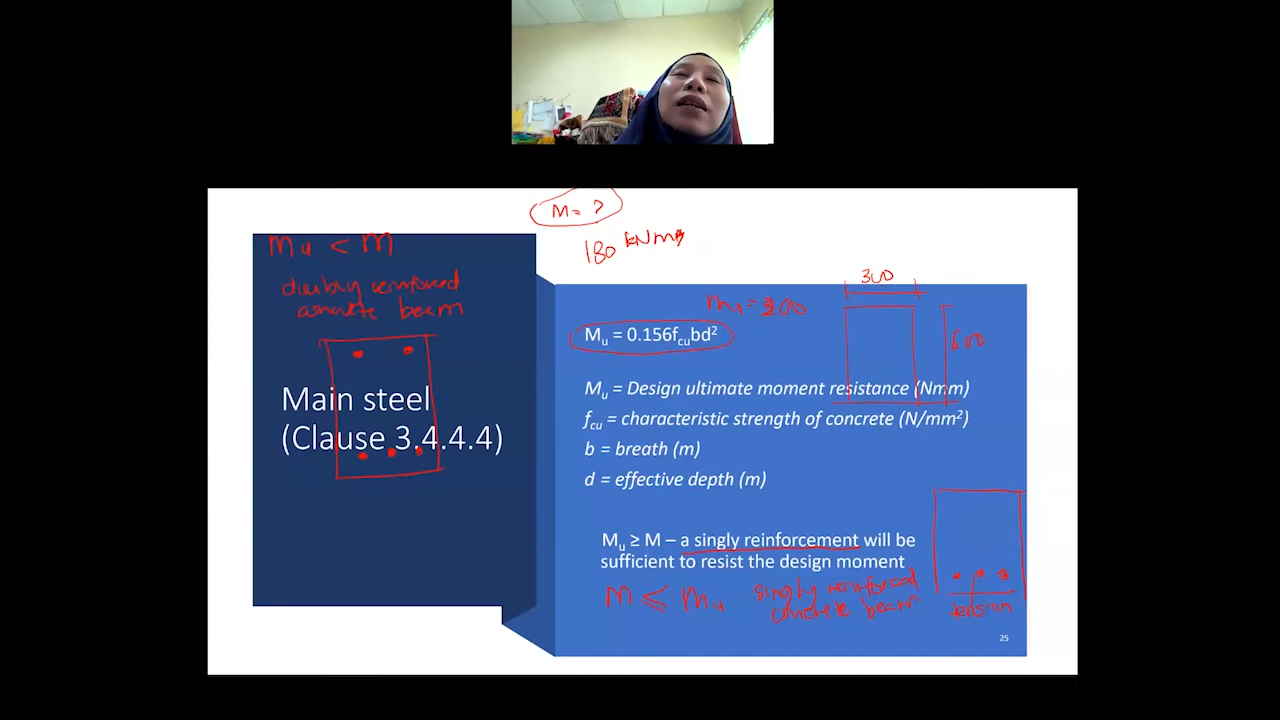 M = ?
180 kNm
Mu < M
doubly reinforced
concrete beam
Main steel
(Clause 3.4.4.4)
300
Mu = 200
600
Mu = 0.156fcubd²
Mu = Design ultimate moment resistance (Nmm)
fcu = characteristic strength of concrete (N/mm²)
b = breath (m)
d = effective depth (m)
Mu ≥ M – a singly reinforcement will be
sufficient to resist the design moment
M ≤ Mu
singly reinforced
concrete beam
tension
25